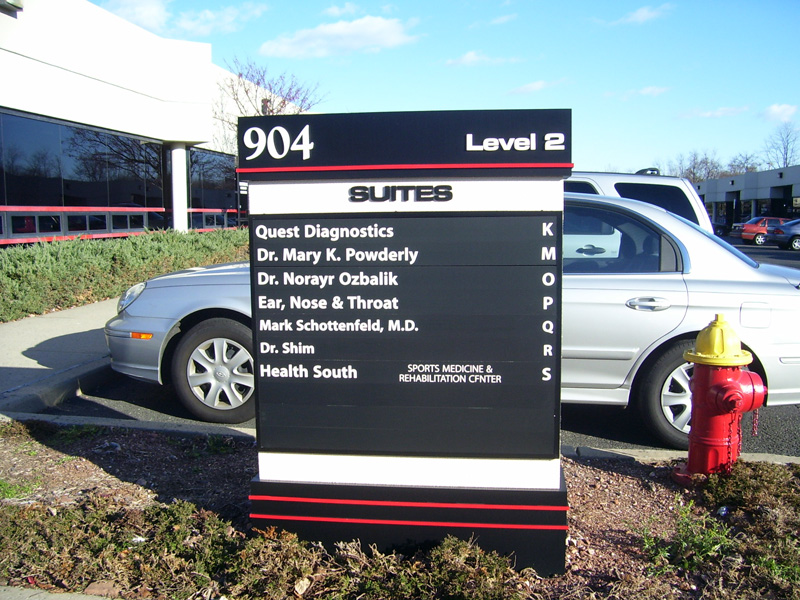 904 Level 2
SUITES
Quest Diagnostics K
Dr. Mary K. Powderly M
Dr. Norayr Ozbalik O
Ear, Nose & Throat P
Mark Schottenfeld, M.D. Q
Dr. Shim R
Health South SPORTS MEDICINE & S
REHABILITATION CENTER